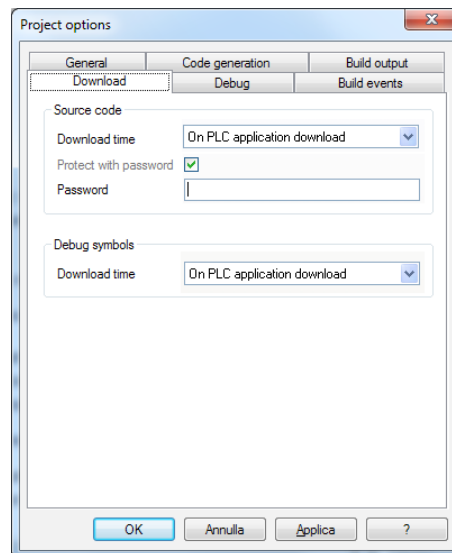 Project options
General Code generation Build output
Download Debug Build events
Source code
Download time On PLC application download
Protect with password
Password
Debug symbols
Download time On PLC application download
OK Annulla Applica ?